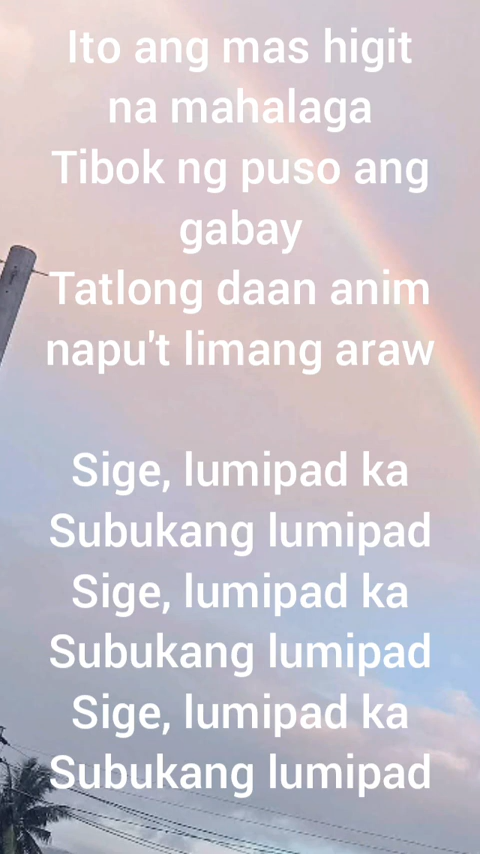 Ito ang mas higit
na mahalaga
Tibok ng puso ang
gabay
Tatlong daan anim
napu't limang araw
Sige, lumipad ka
Subukang lumipad
Sige, lumipad ka
Subukang lumipad
Sige, lumipad ka
Subukang lumipad